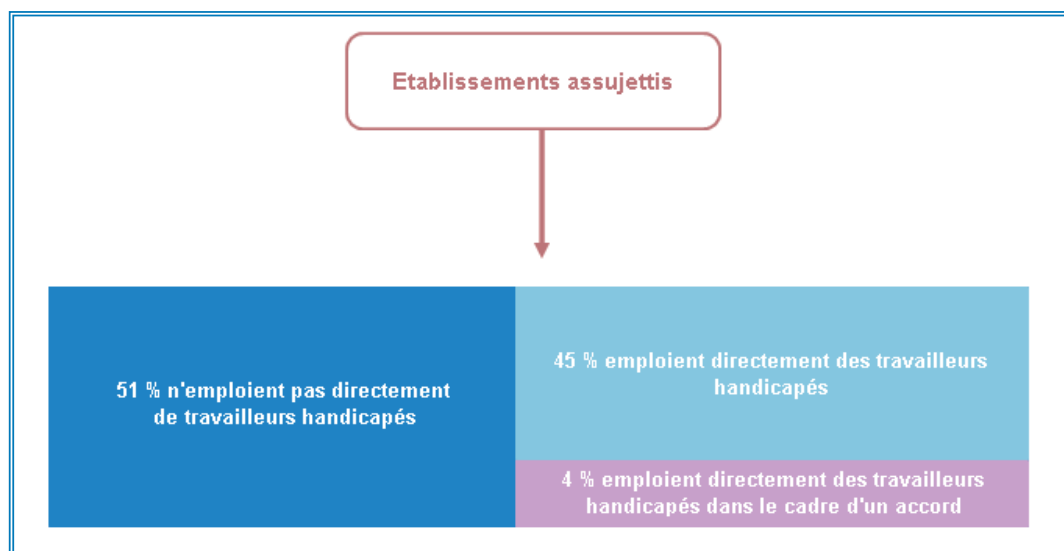 Etablissements assujettis
51 % n'emploient pas directement
de travailleurs handicapés
45 % emploient directement des travailleurs
handicapés
4 % emploient directement des travailleurs
handicapés dans le cadre d'un accord